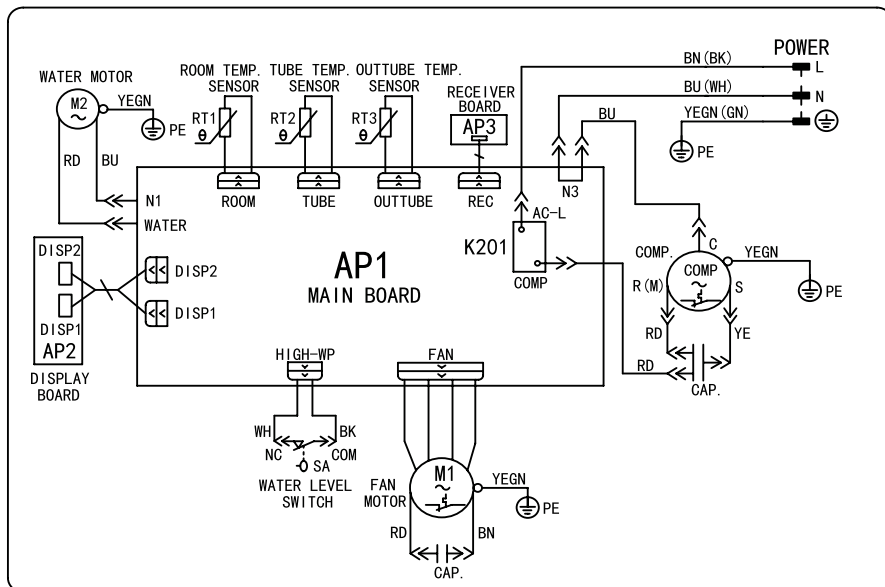 POWER
BN(BK)
L
BU(WH)
N
YEGN(GN)
PE
BU
ROOM TEMP. SENSOR
TUBE TEMP. SENSOR
OUTTUBE TEMP. SENSOR
RT1
θ
RT2
θ
RT3
θ
RECEIVER
BOARD
AP3
WATER MOTOR
M2
YEGN
PE
RD
BU
N1
WATER
ROOM
TUBE
OUTTUBE
REC
N3
AC-L
K201
COMP
AP1
MAIN BOARD
DISP2
DISP1
AP2
DISPLAY
BOARD
DISP2
DISP1
COMP.
C
COMP
YEGN
PE
R(M)
S
RD
YE
RD
CAP.
HIGH-WP
FAN
WH
BK
NC
COM
SA
WATER LEVEL
SWITCH
FAN
MOTOR
M1
YEGN
PE
RD
BN
CAP.